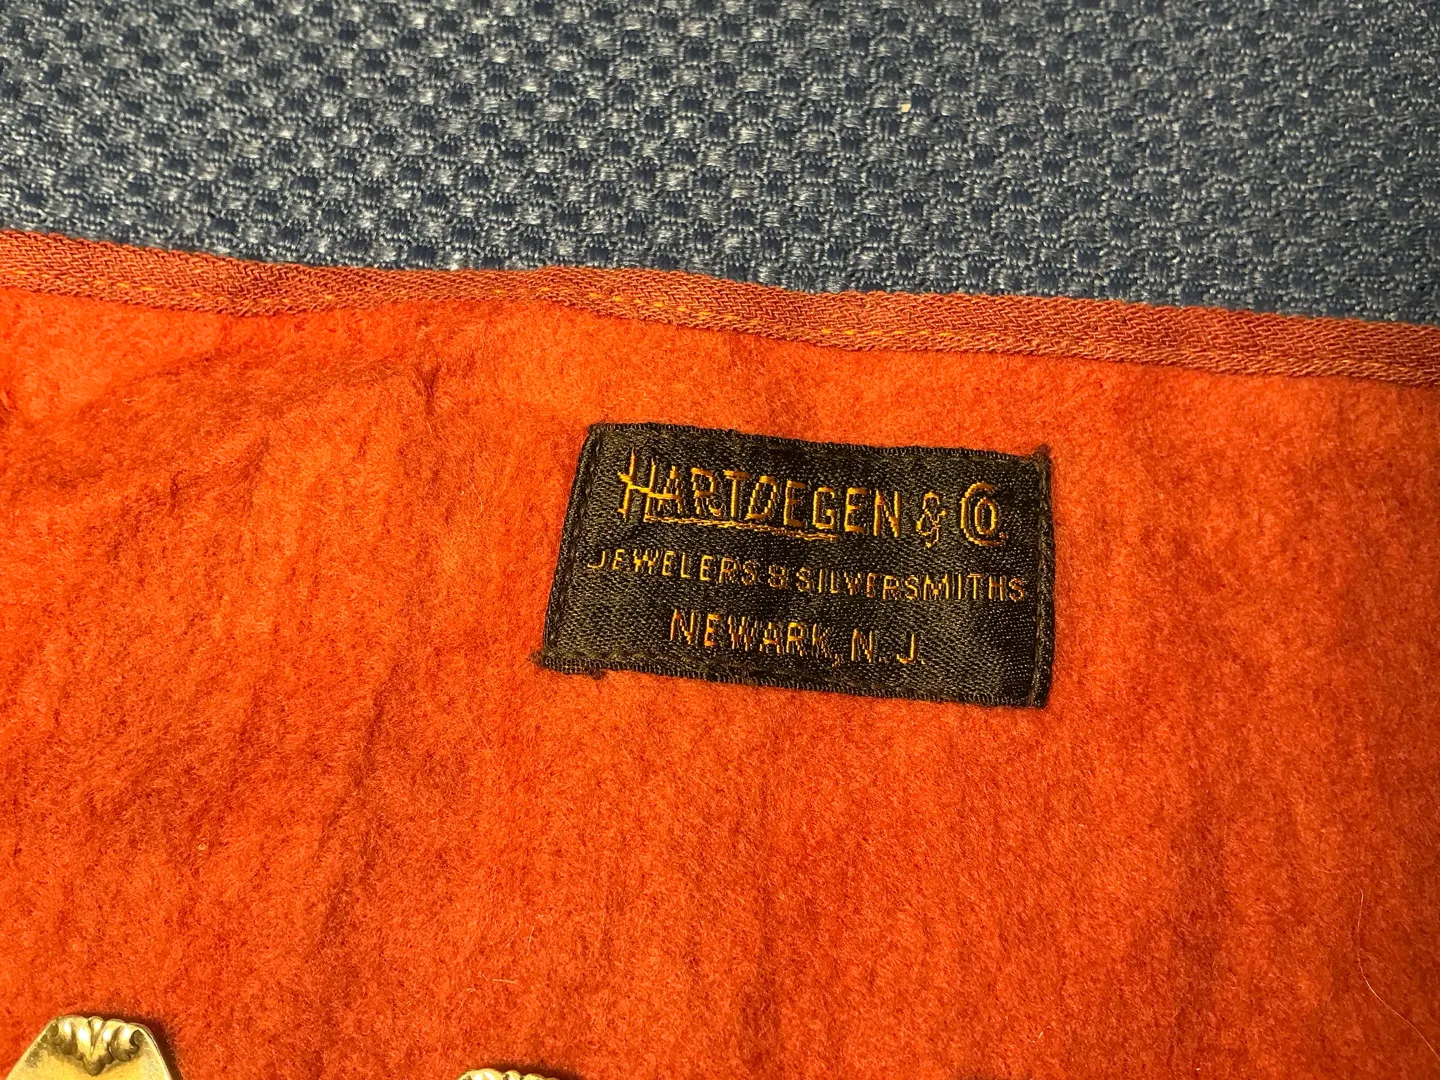 HARTDEGEN & CO.
JEWELERS & SILVERSMITHS
NEWARK, N. J.